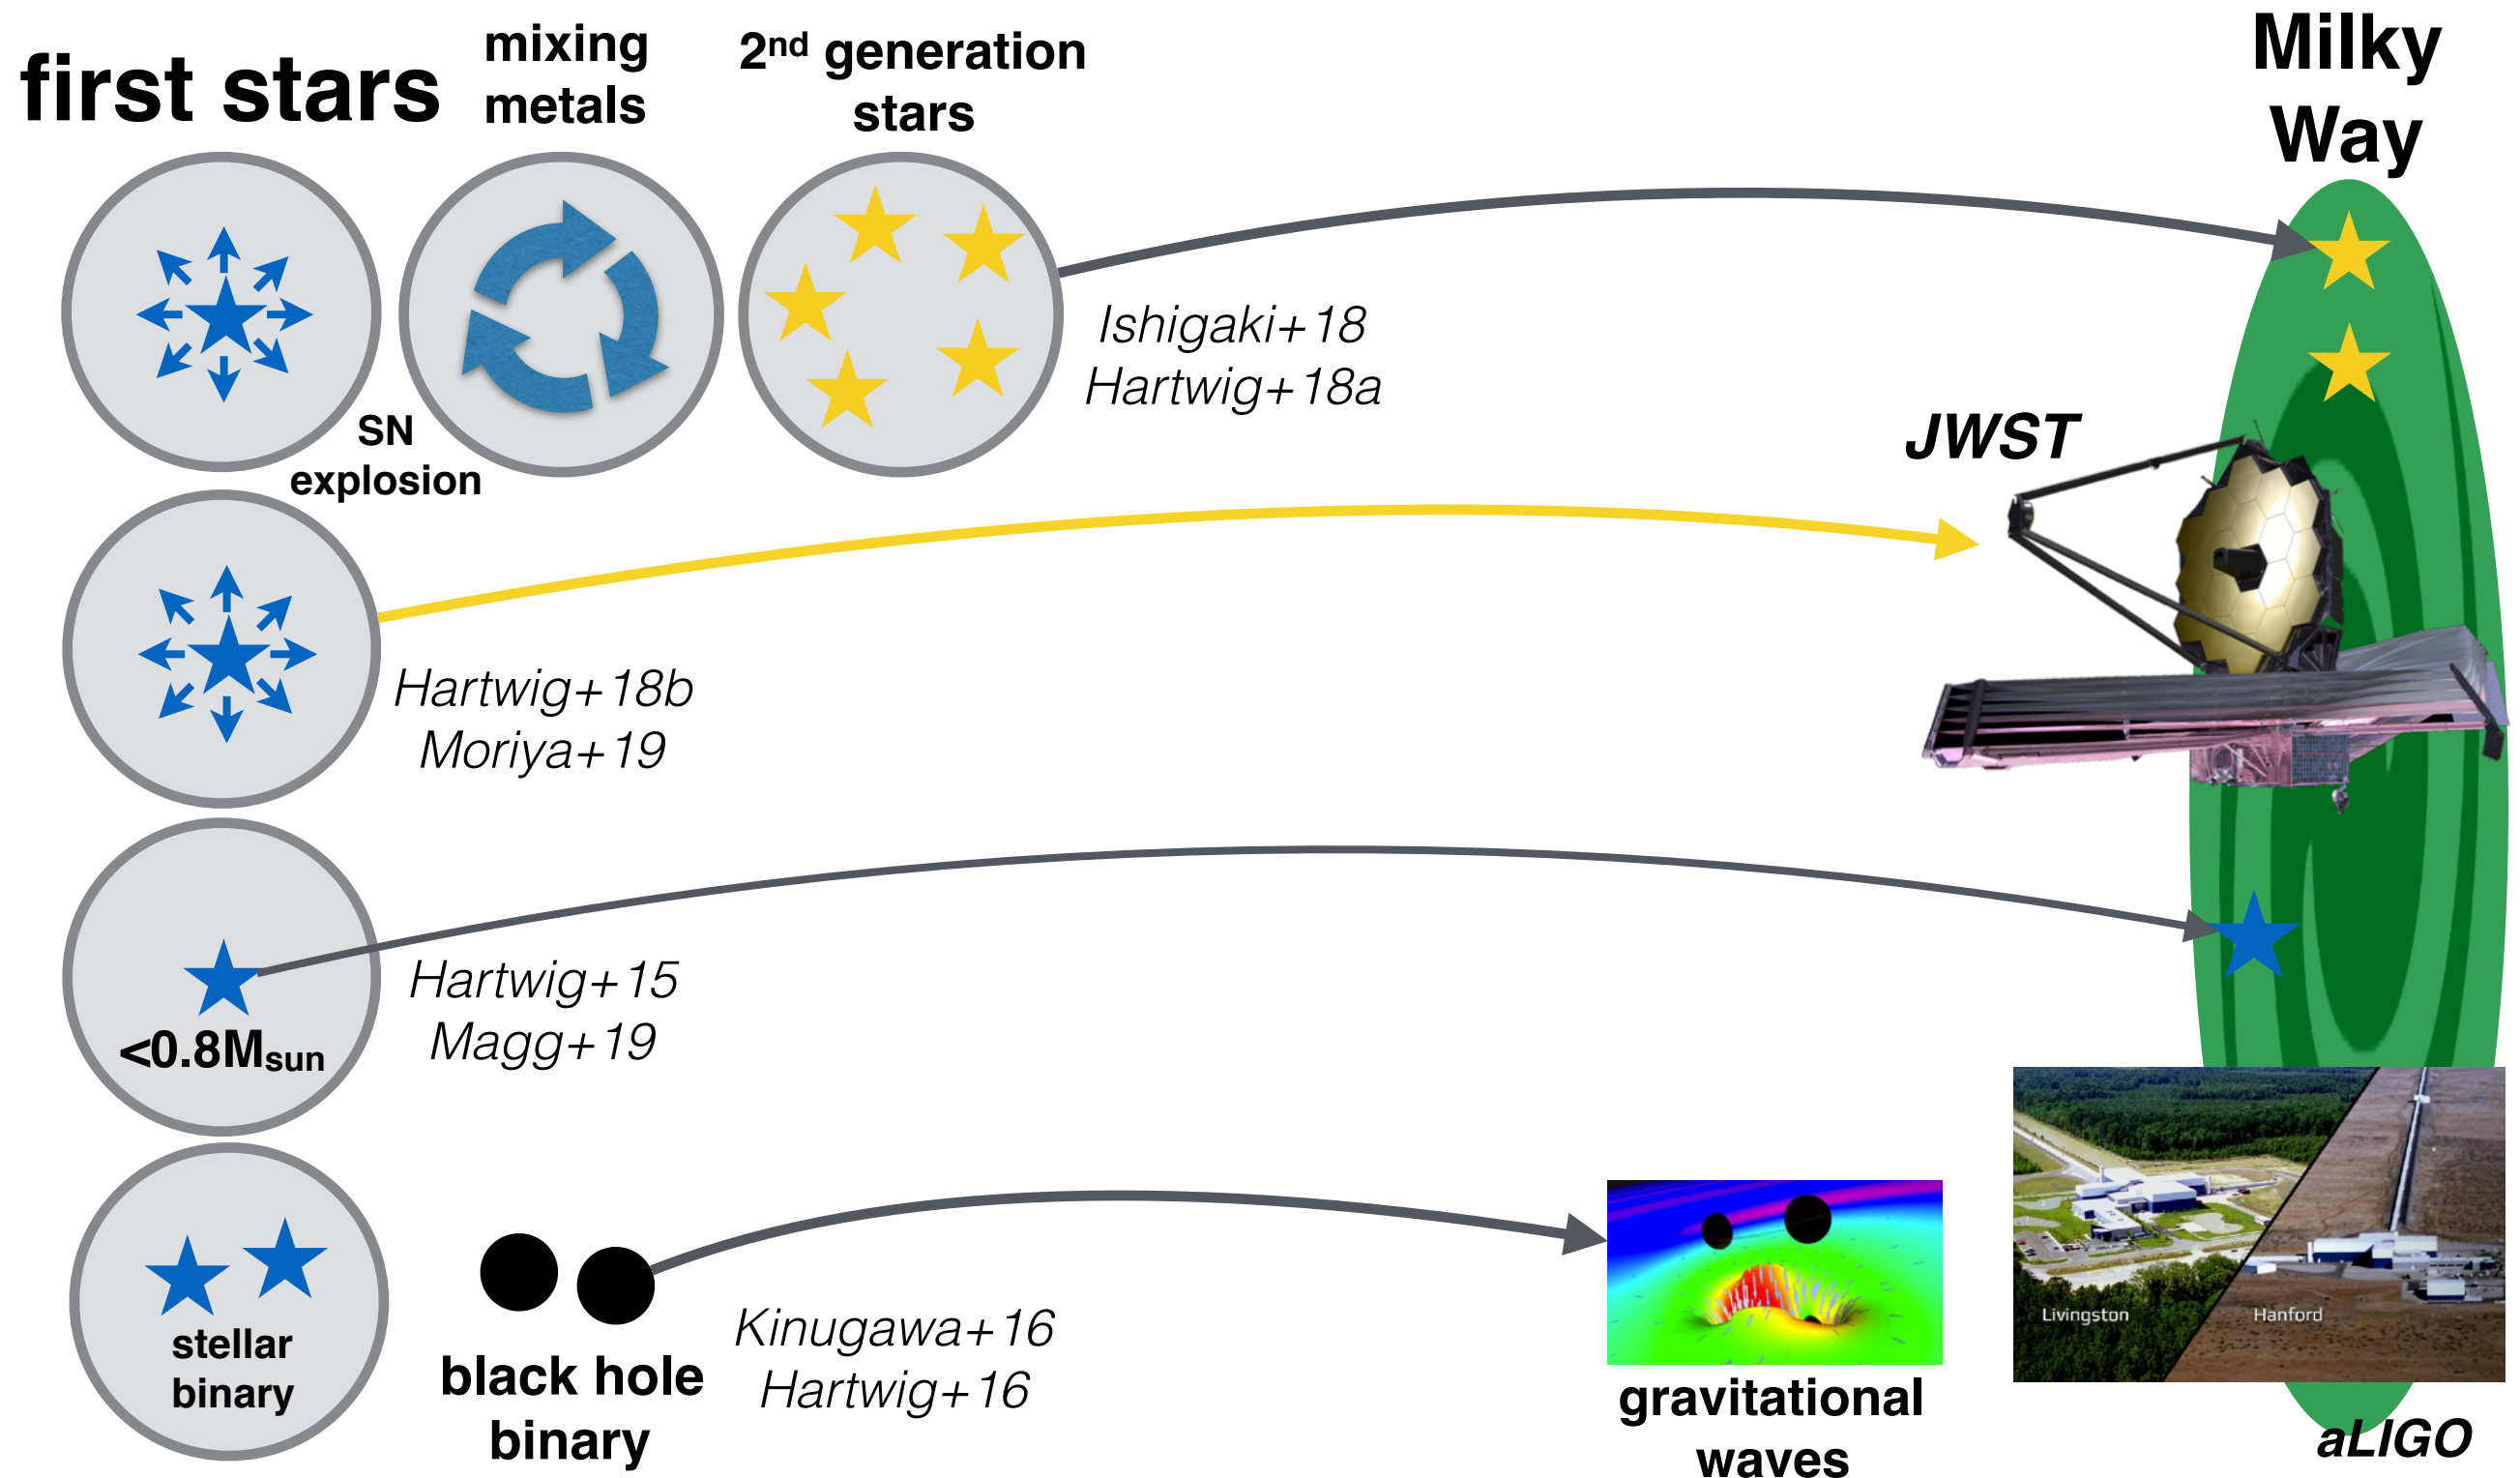 first stars
mixing
metals
2nd generation
stars
Milky
Way
SN
explosion
Ishigaki+18
Hartwig+18a
JWST
Hartwig+18b
Moriya+19
<0.8Msun
Hartwig+15
Magg+19
stellar
binary
black hole
binary
Kinugawa+16
Hartwig+16
gravitational
waves
Livingston
Hanford
aLIGO